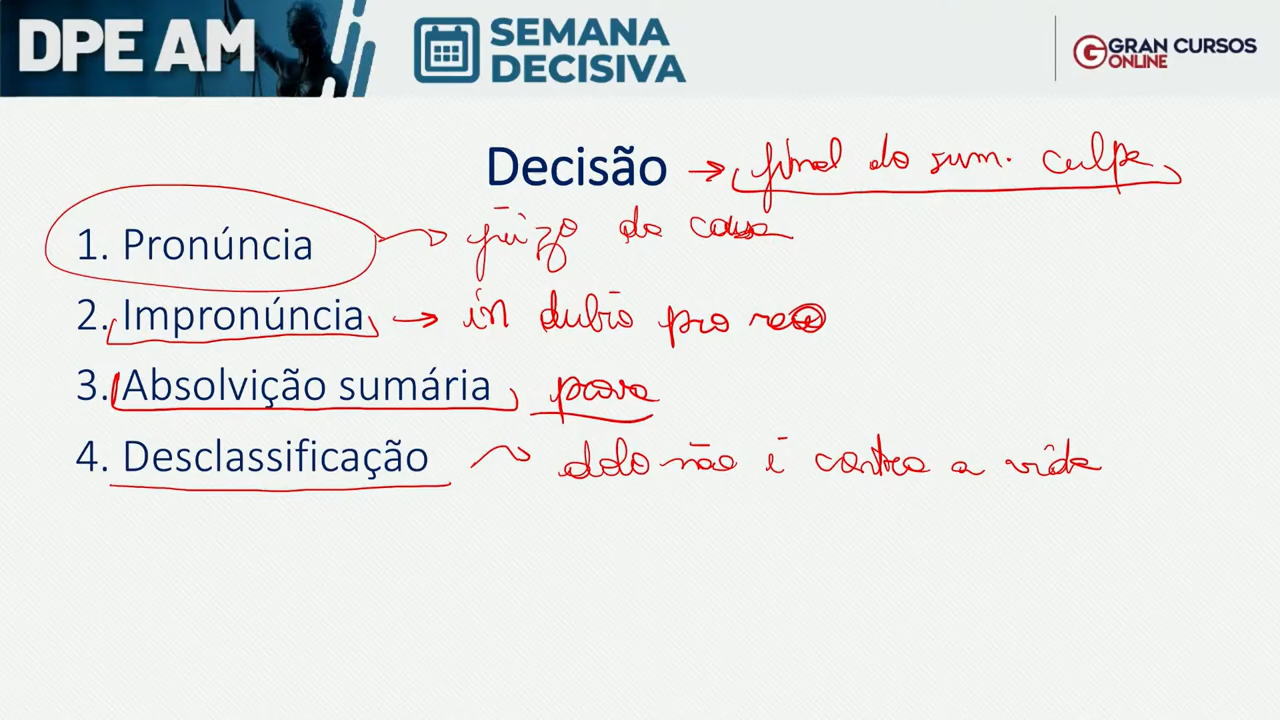 DPE AM
SEMANA
DECISIVA
GRAN CURSOS
ONLINE
Decisão → final do sum. culpa
1. Pronúncia juízo da causa
2. Impronúncia → in dubio pro reo
3. Absolvição sumária prova
4. Desclassificação dolo não é contra a vida